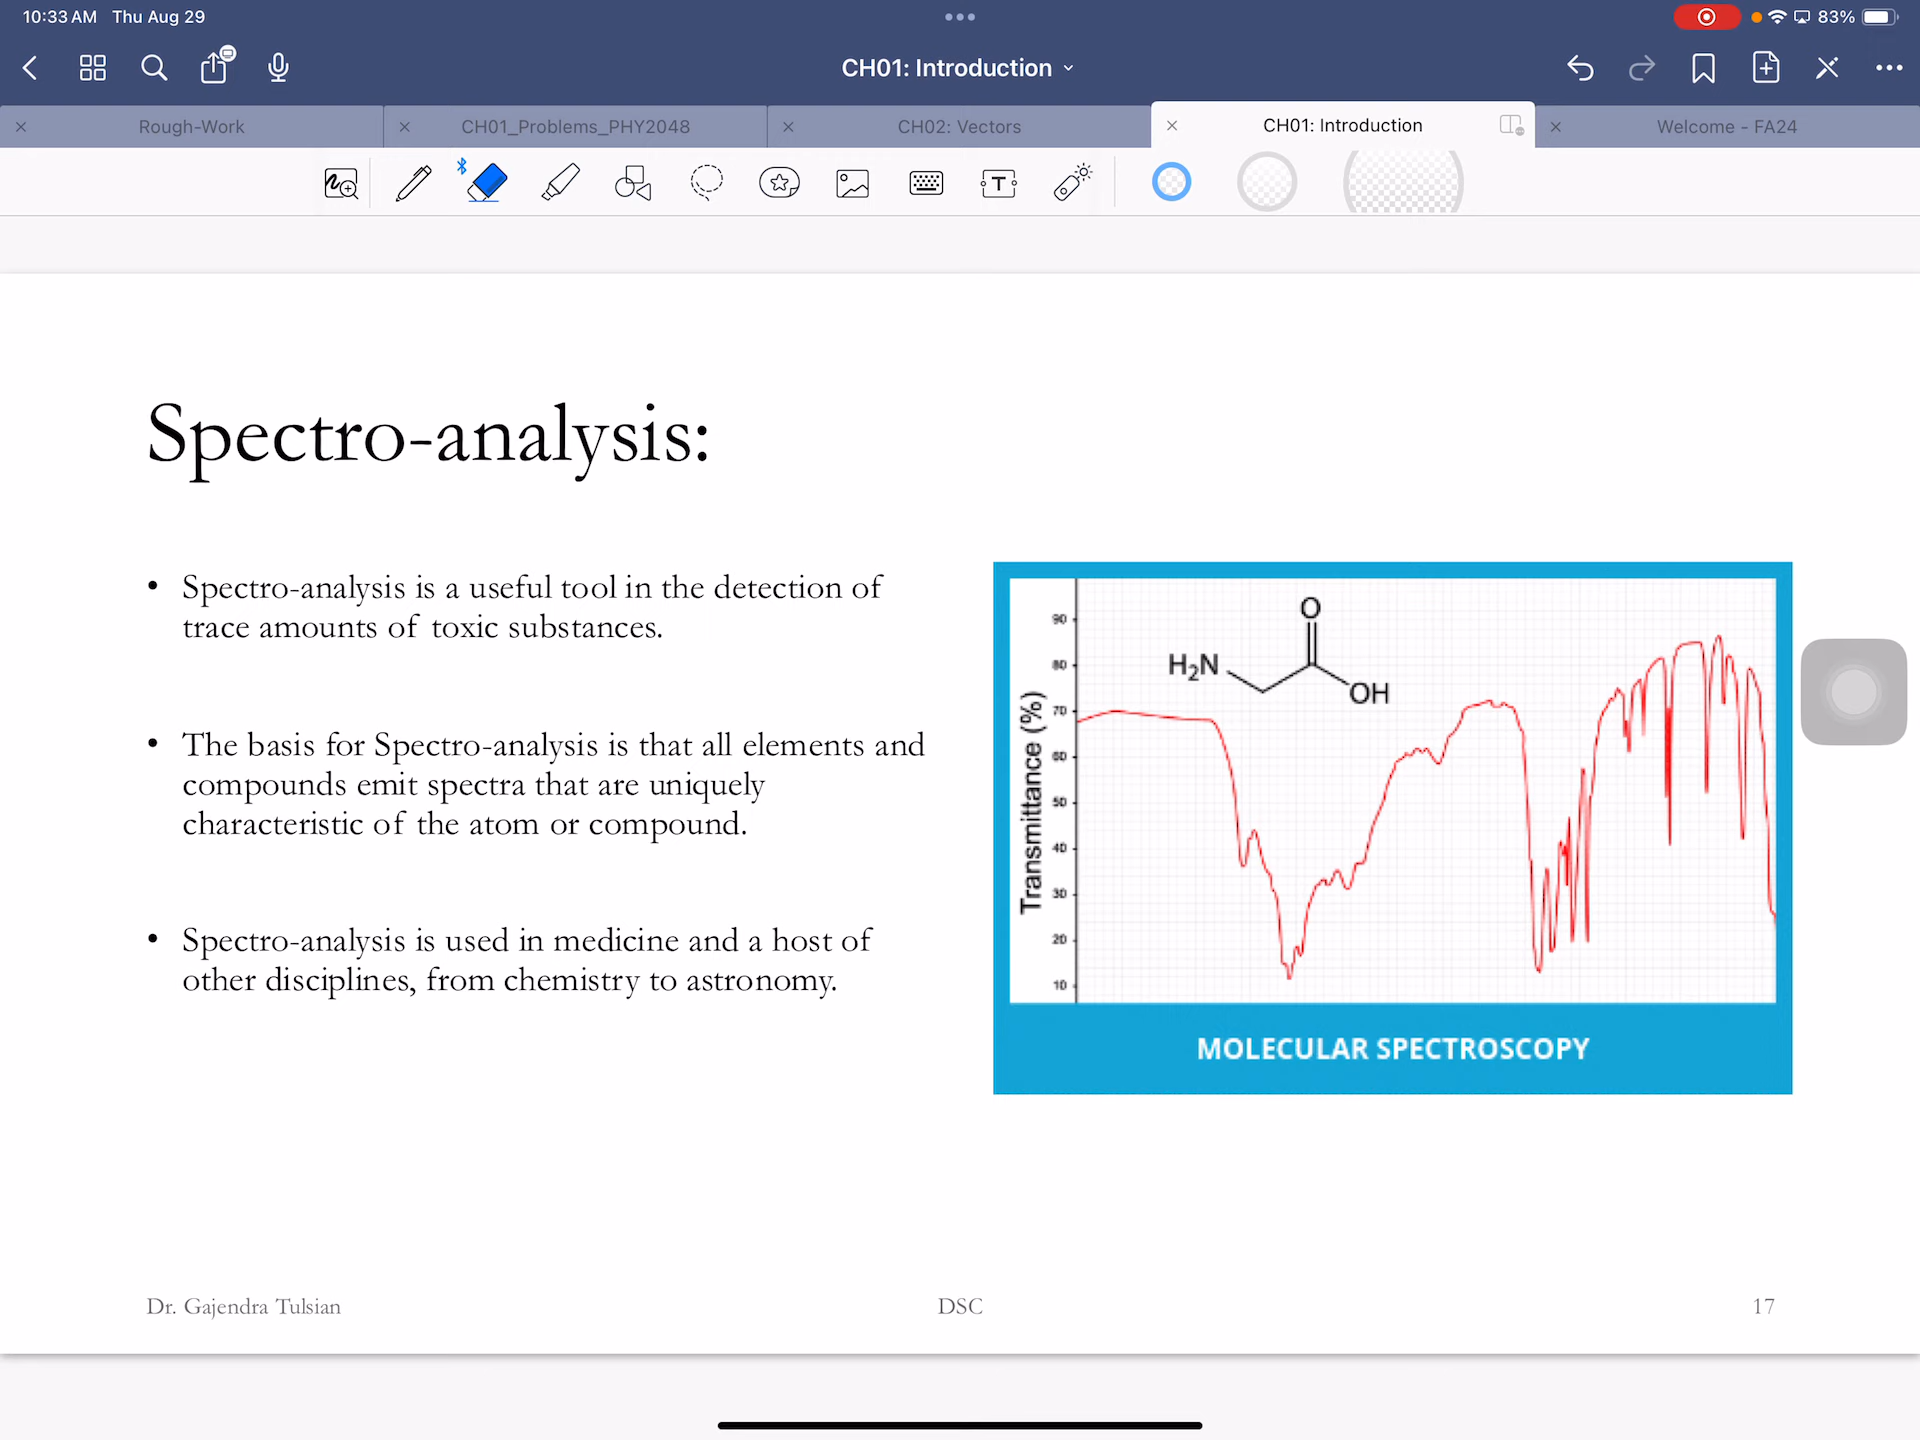 10:33 AM Thu Aug 29
83%
CH01: Introduction
Rough-Work
CH01_Problems_PHY2048
CH02: Vectors
CH01: Introduction
Welcome - FA24
T
Spectro-analysis:
• Spectro-analysis is a useful tool in the detection of
trace amounts of toxic substances.
• The basis for Spectro-analysis is that all elements and
compounds emit spectra that are uniquely
characteristic of the atom or compound.
• Spectro-analysis is used in medicine and a host of
other disciplines, from chemistry to astronomy.
Transmittance (%)
90
80
70
60
50
40
30
20
10
O
H₂N
OH
MOLECULAR SPECTROSCOPY
Dr. Gajendra Tulsian
DSC
17